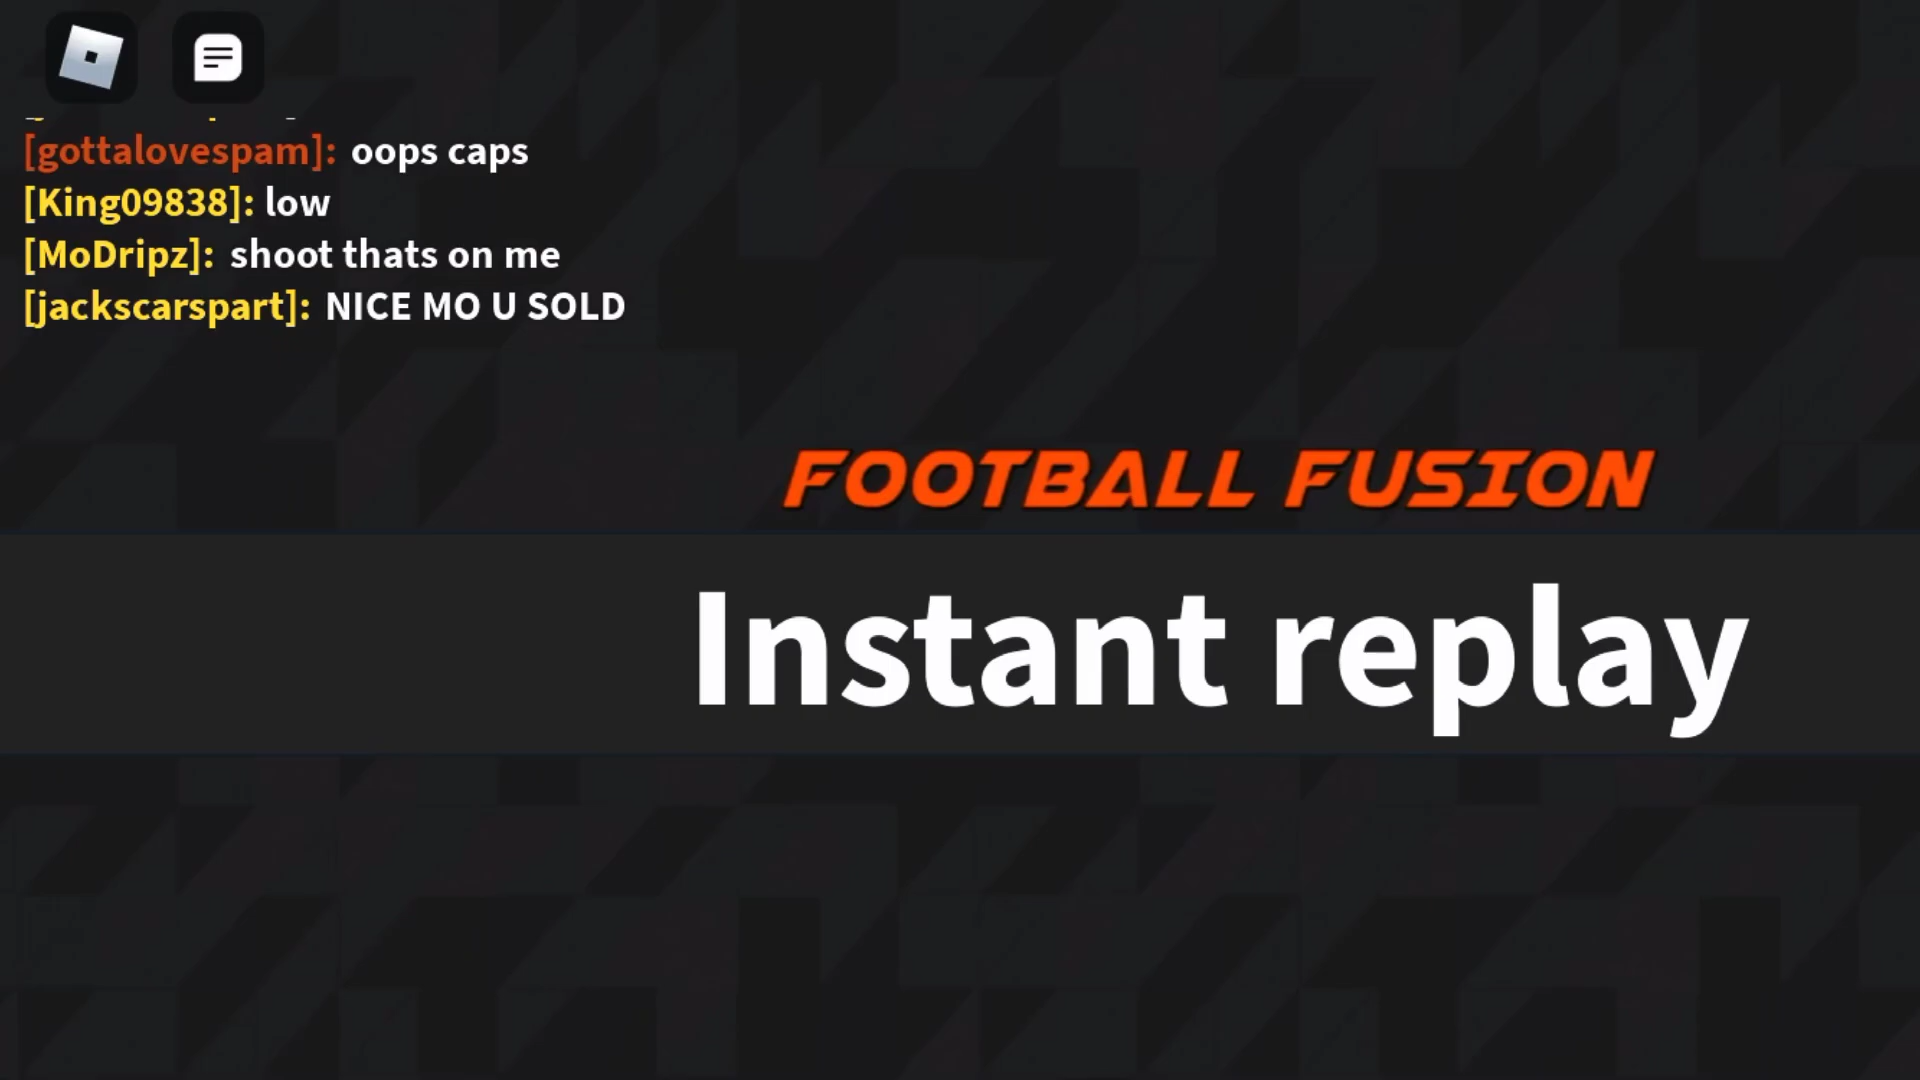 [gottalovespam]: oops caps
[King09838]: low
[MoDripz]: shoot thats on me
[jackscarspart]: NICE MO U SOLD
FOOTBALL FUSION
Instant replay